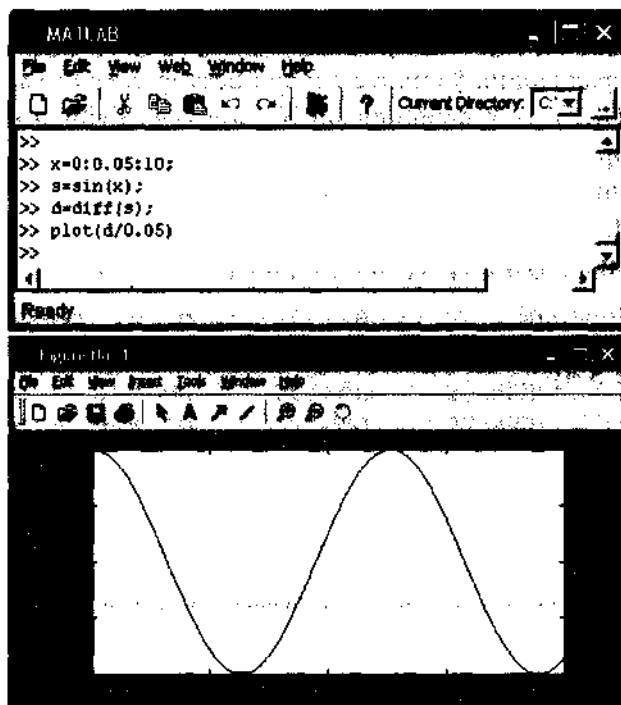 MATLAB
File Edit View Web Window Help
? Current Directory: C:
>>
>> x=0:0.05:10;
>> s=sin(x);
>> d=diff(s);
>> plot(d/0.05)
>>
Ready
Figure No. 1
File Edit View Insert Tools Window Help
A